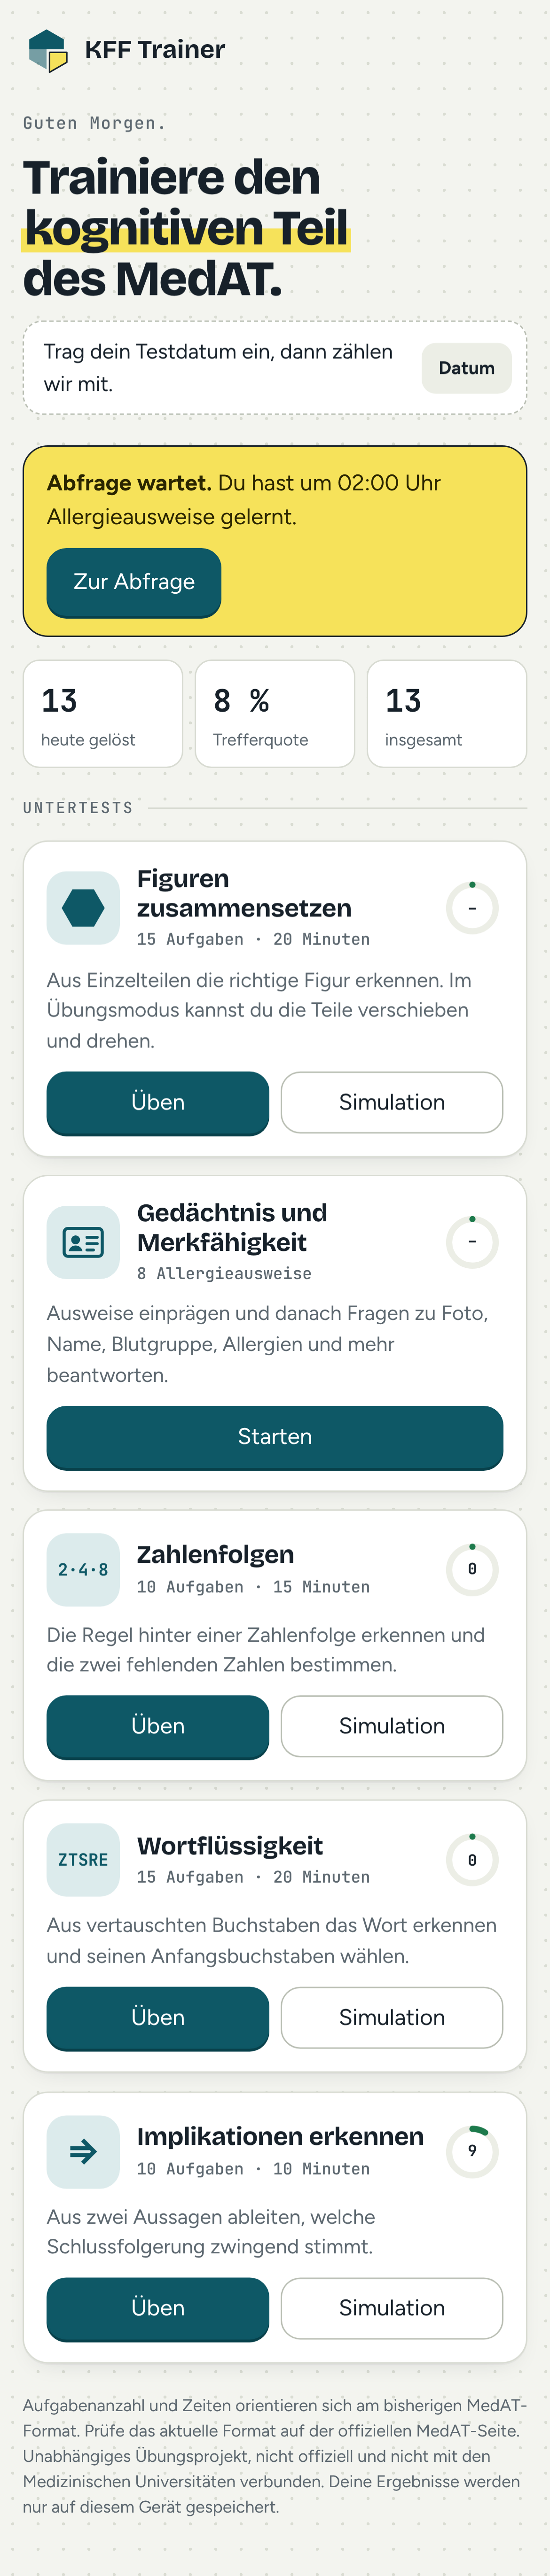 KFF Trainer
Guten Morgen.
Trainiere den
kognitiven Teil
des MedAT.
Trag dein Testdatum ein, dann zählen
wir mit.
Datum
Abfrage wartet. Du hast um 02:00 Uhr
Allergieausweise gelernt.
Zur Abfrage
13
heute gelöst
8 %
Trefferquote
13
insgesamt
UNTERTESTS
Figuren
zusammensetzen
15 Aufgaben · 20 Minuten
–
Aus Einzelteilen die richtige Figur erkennen. Im
Übungsmodus kannst du die Teile verschieben
und drehen.
Üben
Simulation
Gedächtnis und
Merkfähigkeit
8 Allergieausweise
–
Ausweise einprägen und danach Fragen zu Foto,
Name, Blutgruppe, Allergien und mehr
beantworten.
Starten
2·4·8
Zahlenfolgen
10 Aufgaben · 15 Minuten
0
Die Regel hinter einer Zahlenfolge erkennen und
die zwei fehlenden Zahlen bestimmen.
Üben
Simulation
ZTSRE
Wortflüssigkeit
15 Aufgaben · 20 Minuten
0
Aus vertauschten Buchstaben das Wort erkennen
und seinen Anfangsbuchstaben wählen.
Üben
Simulation
Implikationen erkennen
10 Aufgaben · 10 Minuten
9
Aus zwei Aussagen ableiten, welche
Schlussfolgerung zwingend stimmt.
Üben
Simulation
Aufgabenanzahl und Zeiten orientieren sich am bisherigen MedAT-
Format. Prüfe das aktuelle Format auf der offiziellen MedAT-Seite.
Unabhängiges Übungsprojekt, nicht offiziell und nicht mit den
Medizinischen Universitäten verbunden. Deine Ergebnisse werden
nur auf diesem Gerät gespeichert.